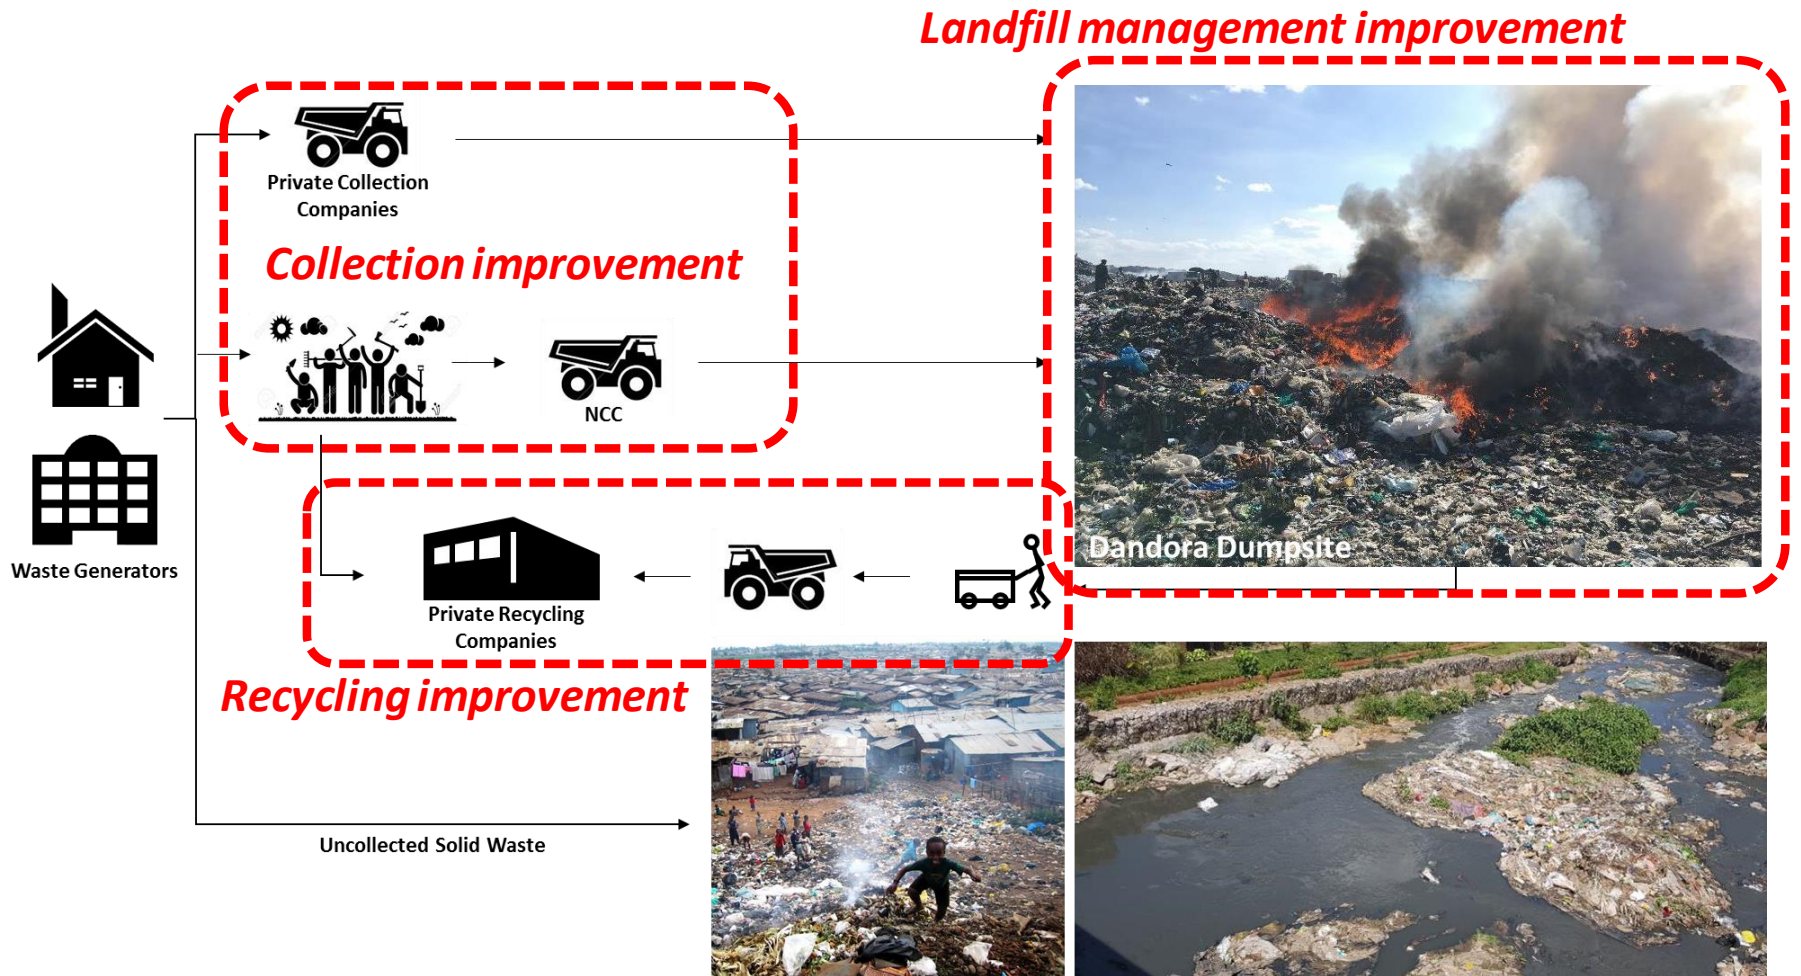 Landfill management improvement
Private Collection
Companies
Collection improvement
NCC
Waste Generators
Dandora Dumpsite
Private Recycling
Companies
Recycling improvement
Uncollected Solid Waste